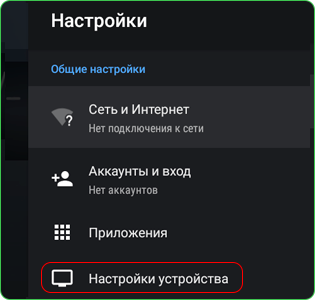 Настройки
Общие настройки
Сеть и Интернет
Нет подключения к сети
Аккаунты и вход
Нет аккаунтов
Приложения
Настройки устройства